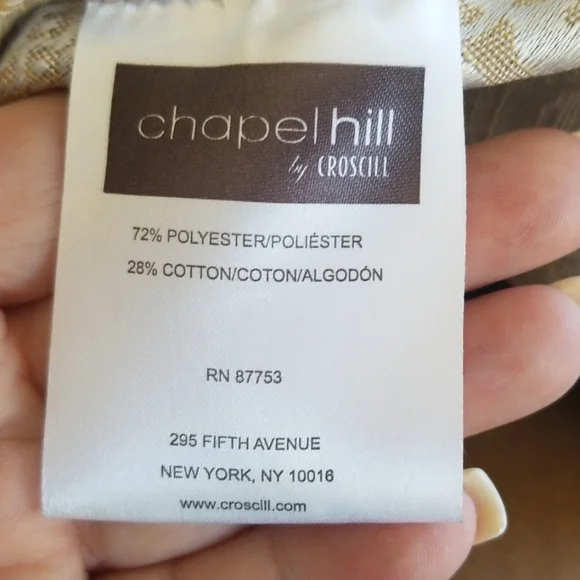 chapel hill
by CROSCILL
72% POLYESTER/POLIÉSTER
28% COTTON/COTON/ALGODÓN
RN 87753
295 FIFTH AVENUE
NEW YORK, NY 10016
www.croscill.com